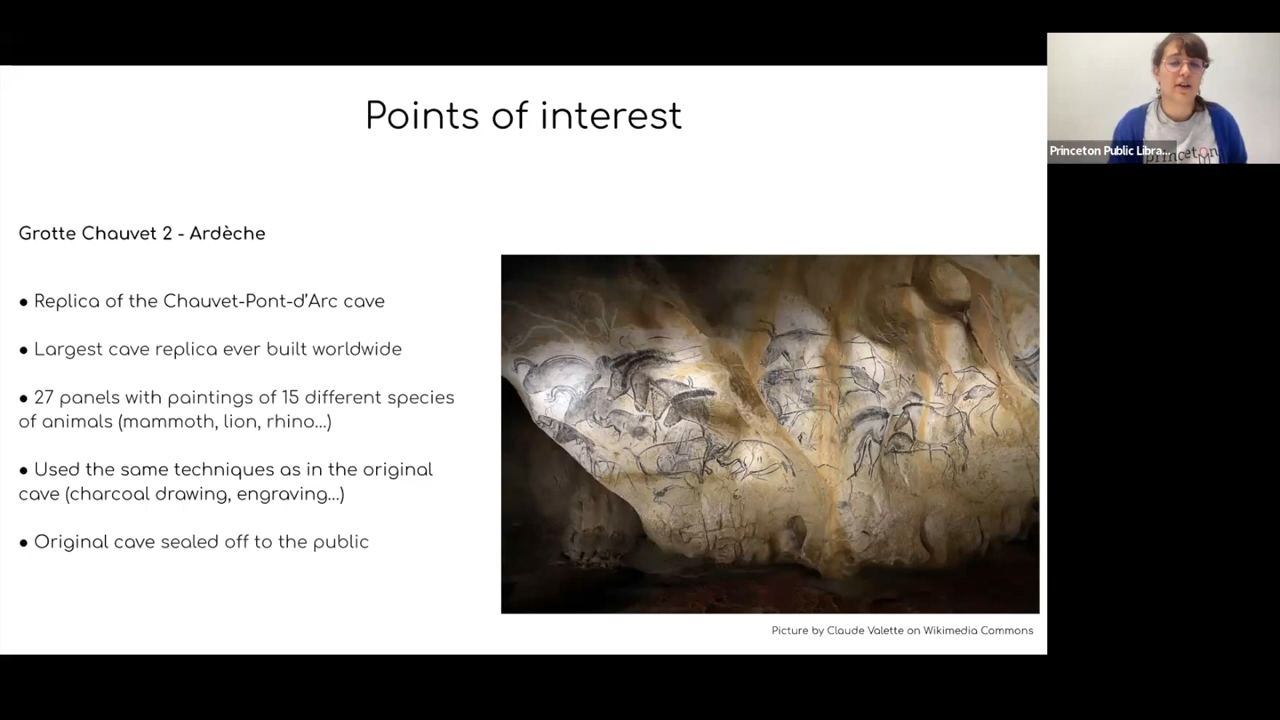 Points of interest
Grotte Chauvet 2 - Ardèche
● Replica of the Chauvet-Pont-d’Arc cave
● Largest cave replica ever built worldwide
● 27 panels with paintings of 15 different species
of animals (mammoth, lion, rhino...)
● Used the same techniques as in the original
cave (charcoal drawing, engraving...)
● Original cave sealed off to the public
Picture by Claude Valette on Wikimedia Commons
Princeton Public Libra...
princeton